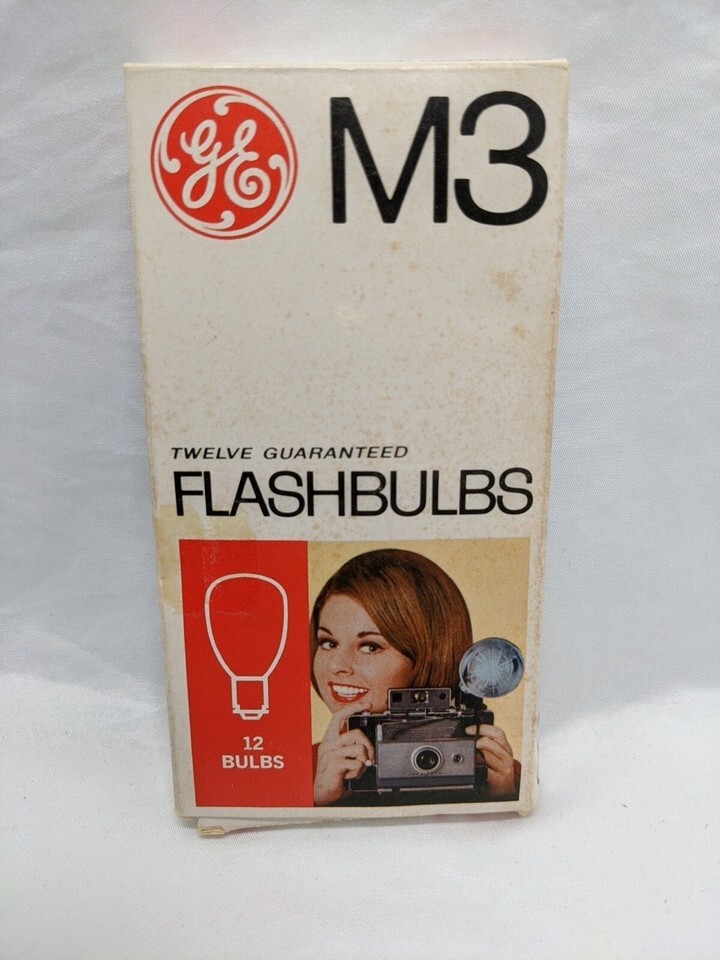 GE M3
TWELVE GUARANTEED
FLASHBULBS
12
BULBS